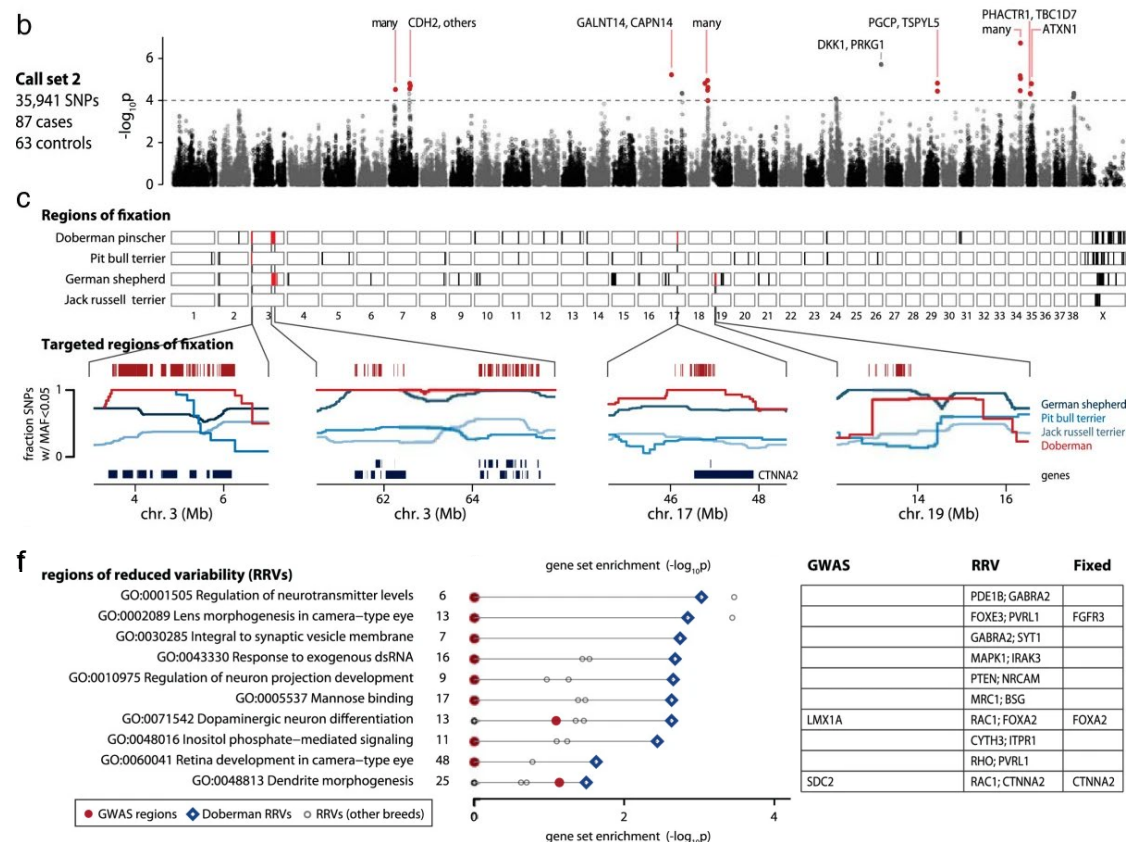 b
many
CDH2, others
GALNT14, CAPN14
many
DKK1, PRKG1
PGCP, TSPYL5
PHACTR1, TBC1D7
many
ATXN1
Call set 2
35,941 SNPs
87 cases
63 controls
-log10p
6
4
2
0
c
Regions of fixation
Doberman pinscher
Pit bull terrier
German shepherd
Jack russell terrier
1 2 3 4 5 6 7 8 9 10 11 12 13 14 15 16 17 18 19 20 21 22 23 24 25 26 27 28 29 30 31 32 33 34 35 36 37 38 X
Targeted regions of fixation
fraction SNPs
w/ MAF <0.05
1
0
German shepherd
Pit bull terrier
Jack russell terrier
Doberman
genes
CTNNA2
4 6
chr. 3 (Mb)
62 64
chr. 3 (Mb)
46 48
chr. 17 (Mb)
14 16
chr. 19 (Mb)
f
regions of reduced variability (RRVs)
gene set enrichment (-log10p)
GO:0001505 Regulation of neurotransmitter levels 6
GO:0002089 Lens morphogenesis in camera-type eye 13
GO:0030285 Integral to synaptic vesicle membrane 7
GO:0043330 Response to exogenous dsRNA 16
GO:0010975 Regulation of neuron projection development 9
GO:0005537 Mannose binding 17
GO:0071542 Dopaminergic neuron differentiation 13
GO:0048016 Inositol phosphate-mediated signaling 11
GO:0060041 Retina development in camera-type eye 48
GO:0048813 Dendrite morphogenesis 25
GWAS regions Doberman RRVs RRVs (other breeds)
0 2 4
gene set enrichment (-log10p)
GWAS RRV Fixed
PDE1B; GABRA2
FOXE3; PVRL1 FGFR3
GABRA2; SYT1
MAPK1; IRAK3
PTEN; NRCAM
MRC1; BSG
LMX1A RAC1; FOXA2 FOXA2
CYTH3; ITPR1
RHO; PVRL1
SDC2 RAC1; CTNNA2 CTNNA2